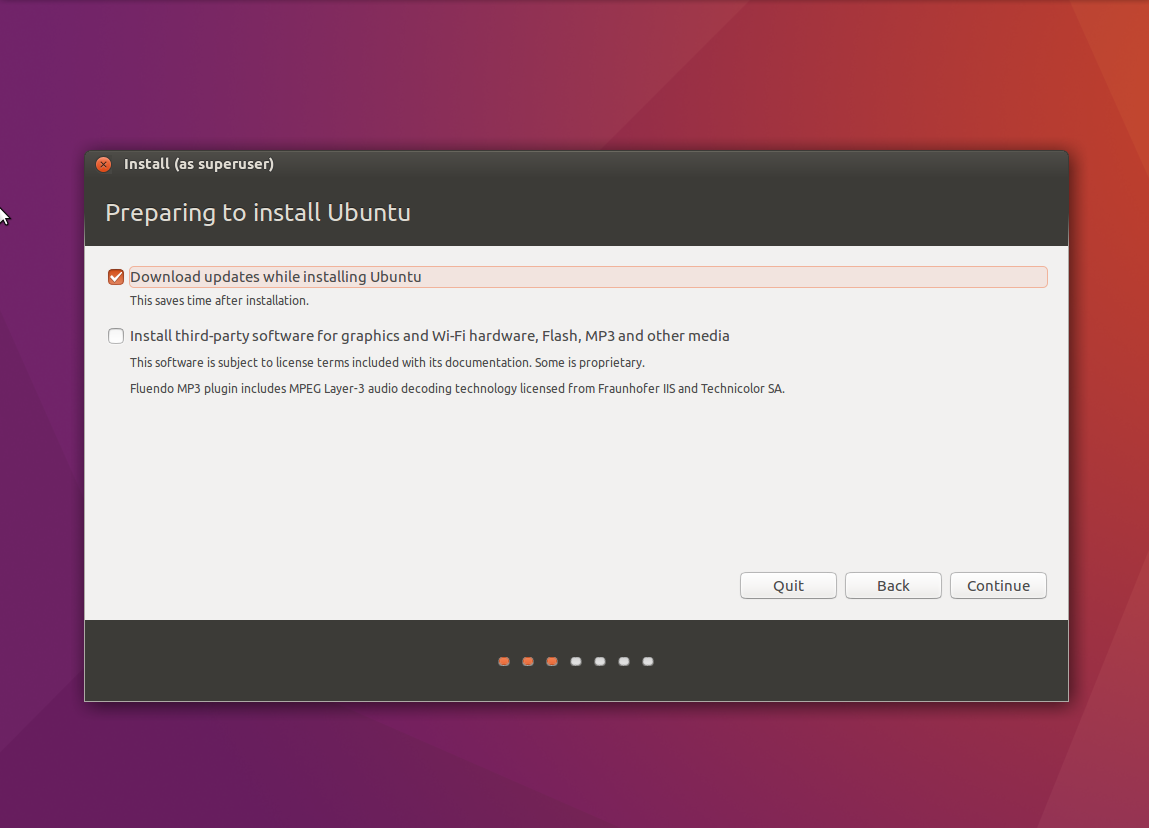 Install (as superuser)
Preparing to install Ubuntu
Download updates while installing Ubuntu
This saves time after installation.
Install third-party software for graphics and Wi-Fi hardware, Flash, MP3 and other media
This software is subject to license terms included with its documentation. Some is proprietary.
Fluendo MP3 plugin includes MPEG Layer-3 audio decoding technology licensed from Fraunhofer IIS and Technicolor SA.
Quit
Back
Continue